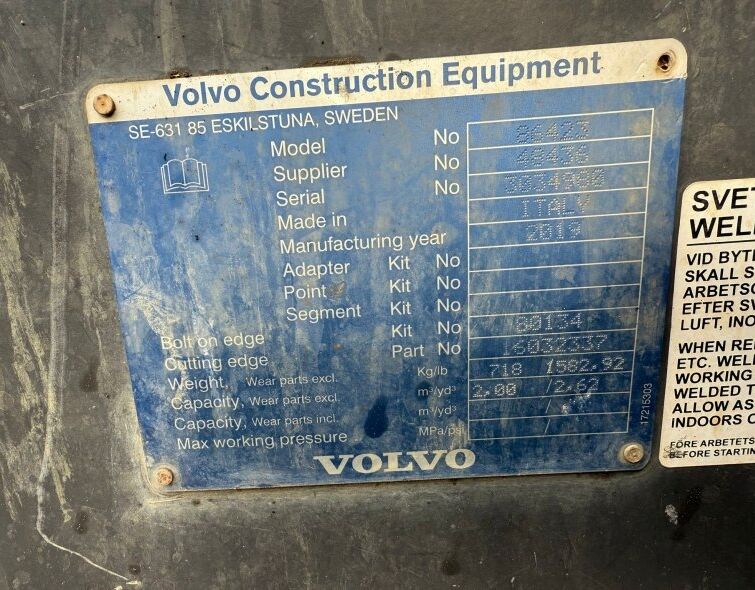 Volvo Construction Equipment
SE-631 85 ESKILSTUNA, SWEDEN
Model No 86423
Supplier No 48436
Serial No 3034980
Made in ITALY
Manufacturing year 2019
Adapter Kit No
Point Kit No
Segment Kit No
Bolt on edge Kit No 80134
Cutting edge Part No 16032337
Weight, Wear parts excl. Kg/lb 718 /1582,92
Capacity, Wear parts excl. m³/yd³ 2,00 /2,62
Capacity, Wear parts incl. m³/yd³ /
Max working pressure MPa/psi /
VOLVO
17215303
SVET
WEL
VID BYTE
SKALL S
ARBETSO
EFTER SV
LUFT, INO
WHEN RE
ETC. WEL
WORKING
WELDED T
ALLOW AS
INDOORS O
FÖRE ARBETETS
BEFORE STARTIN